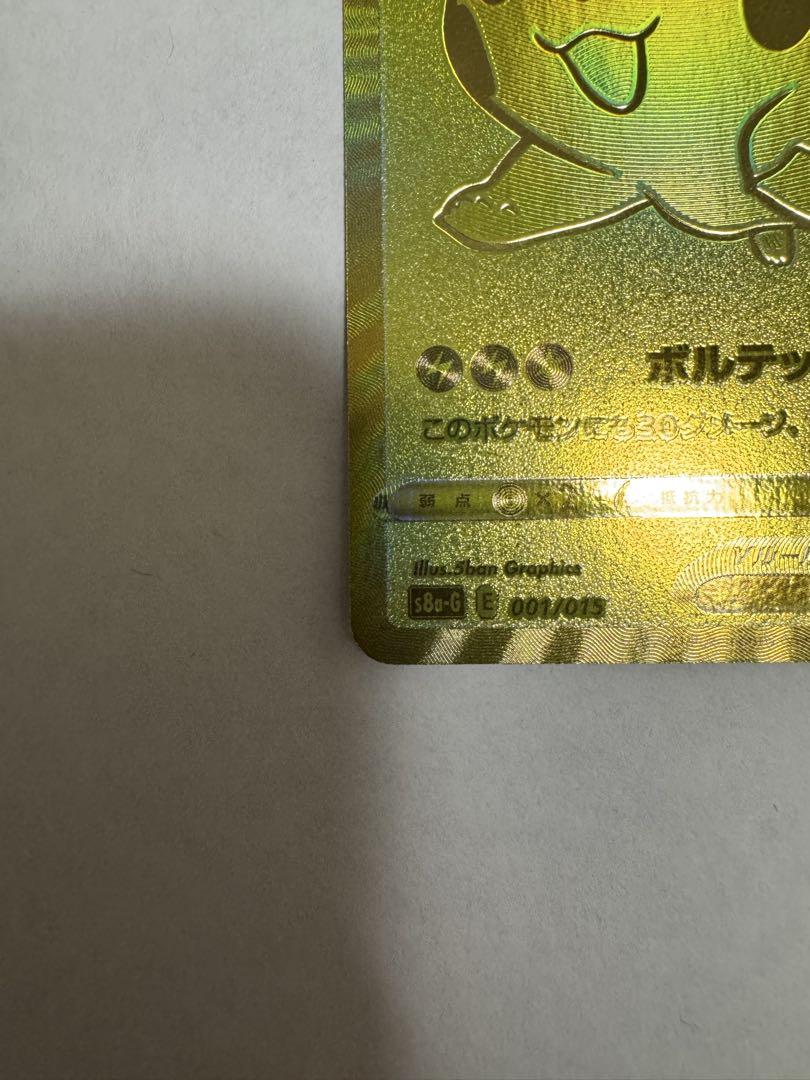 ボルテッ
このポケモンにも30ダメージ。
弱点 × 抵抗力
Illus.5ban Graphics
s8a-G E 001/015